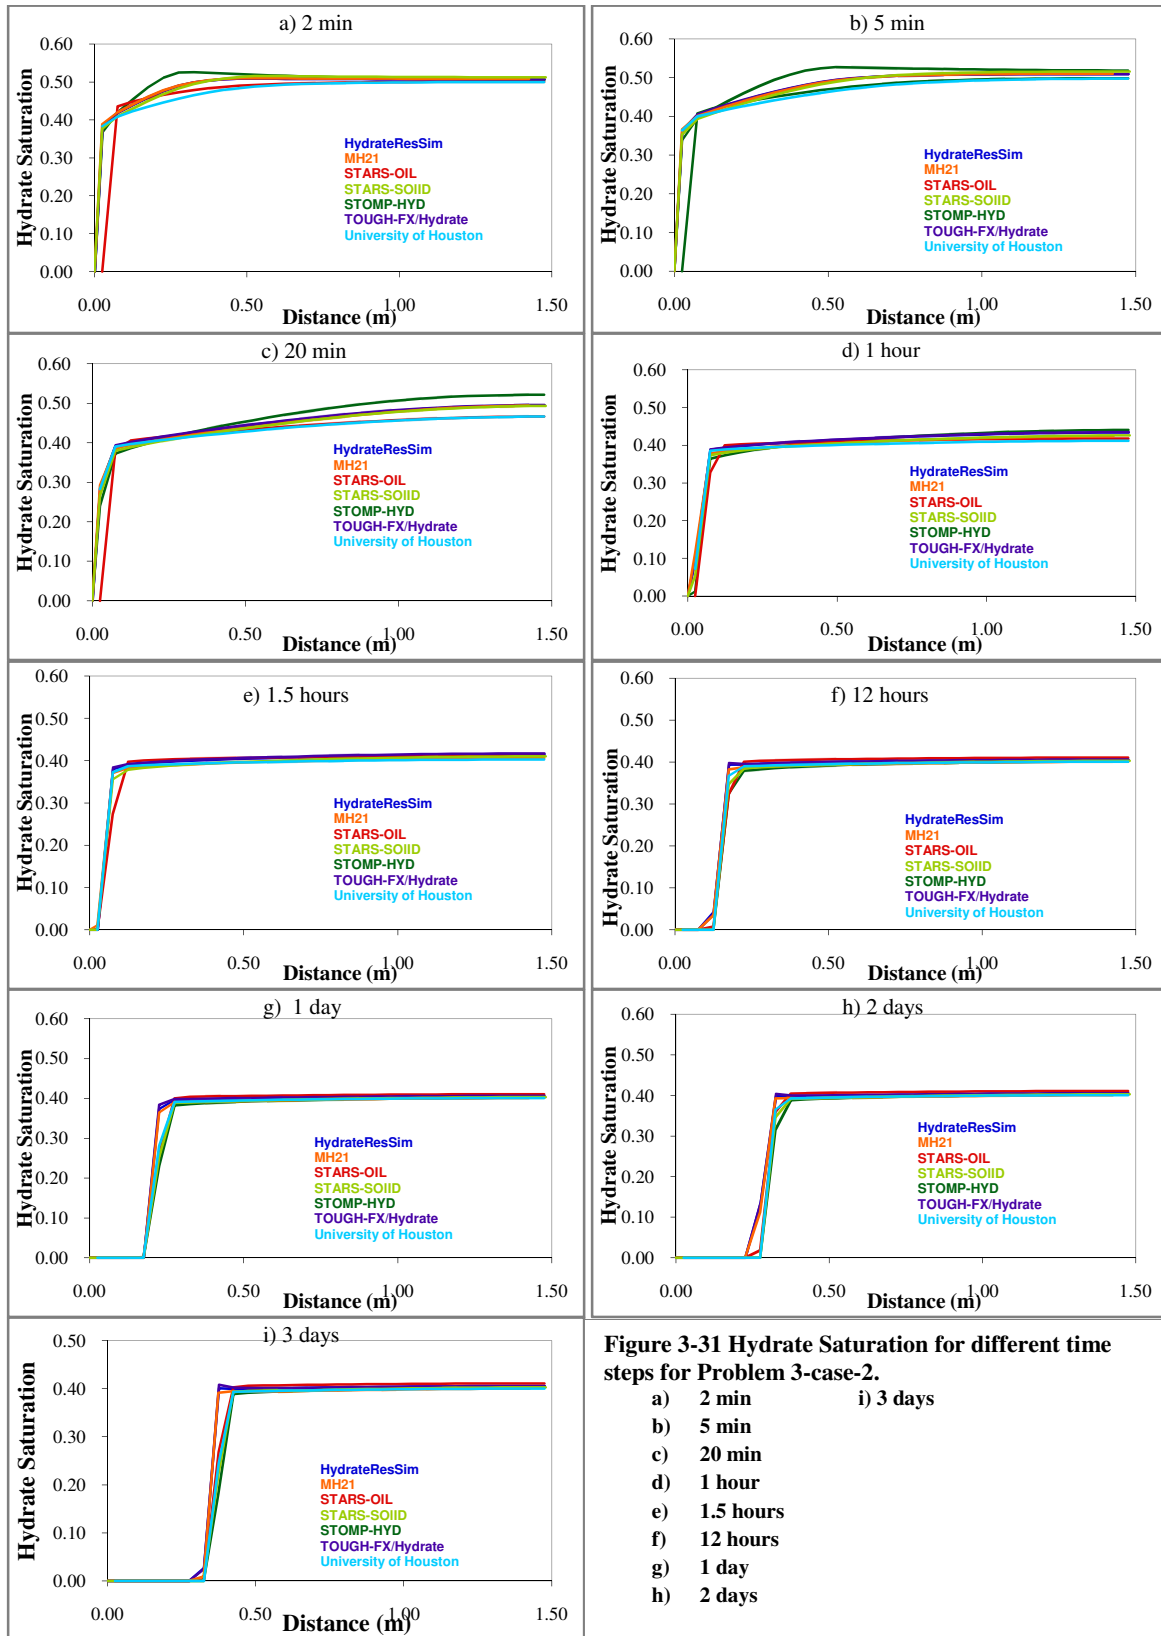 a) 2 min
0.60
0.50
0.40
0.30
0.20
0.10
0.00
Hydrate Saturation
HydrateResSim
MH21
STARS-OIL
STARS-SOIID
STOMP-HYD
TOUGH-FX/Hydrate
University of Houston
0.00 0.50 1.00 1.50
Distance (m)
b) 5 min
0.60
0.50
0.40
0.30
0.20
0.10
0.00
Hydrate Saturation
HydrateResSim
MH21
STARS-OIL
STARS-SOIID
STOMP-HYD
TOUGH-FX/Hydrate
University of Houston
0.00 0.50 1.00 1.50
Distance (m)
c) 20 min
0.60
0.50
0.40
0.30
0.20
0.10
0.00
Hydrate Saturation
HydrateResSim
MH21
STARS-OIL
STARS-SOIID
STOMP-HYD
TOUGH-FX/Hydrate
University of Houston
0.00 0.50 1.00 1.50
Distance (m)
d) 1 hour
0.60
0.50
0.40
0.30
0.20
0.10
0.00
Hydrate Saturation
HydrateResSim
MH21
STARS-OIL
STARS-SOIID
STOMP-HYD
TOUGH-FX/Hydrate
University of Houston
0.00 0.50 1.00 1.50
Distance (m)
e) 1.5 hours
0.60
0.50
0.40
0.30
0.20
0.10
0.00
Hydrate Saturation
HydrateResSim
MH21
STARS-OIL
STARS-SOIID
STOMP-HYD
TOUGH-FX/Hydrate
University of Houston
0.00 0.50 1.00 1.50
Distance (m)
f) 12 hours
0.60
0.50
0.40
0.30
0.20
0.10
0.00
Hydrate Saturation
HydrateResSim
MH21
STARS-OIL
STARS-SOIID
STOMP-HYD
TOUGH-FX/Hydrate
University of Houston
0.00 0.50 1.00 1.50
Distance (m)
g) 1 day
0.60
0.50
0.40
0.30
0.20
0.10
0.00
Hydrate Saturation
HydrateResSim
MH21
STARS-OIL
STARS-SOIID
STOMP-HYD
TOUGH-FX/Hydrate
University of Houston
0.00 0.50 1.00 1.50
Distance (m)
h) 2 days
0.60
0.50
0.40
0.30
0.20
0.10
0.00
Hydrate Saturation
HydrateResSim
MH21
STARS-OIL
STARS-SOIID
STOMP-HYD
TOUGH-FX/Hydrate
University of Houston
0.00 0.50 1.00 1.50
Distance (m)
i) 3 days
0.50
0.40
0.30
0.20
0.10
0.00
Hydrate Saturation
HydrateResSim
MH21
STARS-OIL
STARS-SOIID
STOMP-HYD
TOUGH-FX/Hydrate
University of Houston
0.00 0.50 1.00 1.50
Distance (m)
Figure 3-31 Hydrate Saturation for different time
steps for Problem 3-case-2.
a) 2 min i) 3 days
b) 5 min
c) 20 min
d) 1 hour
e) 1.5 hours
f) 12 hours
g) 1 day
h) 2 days